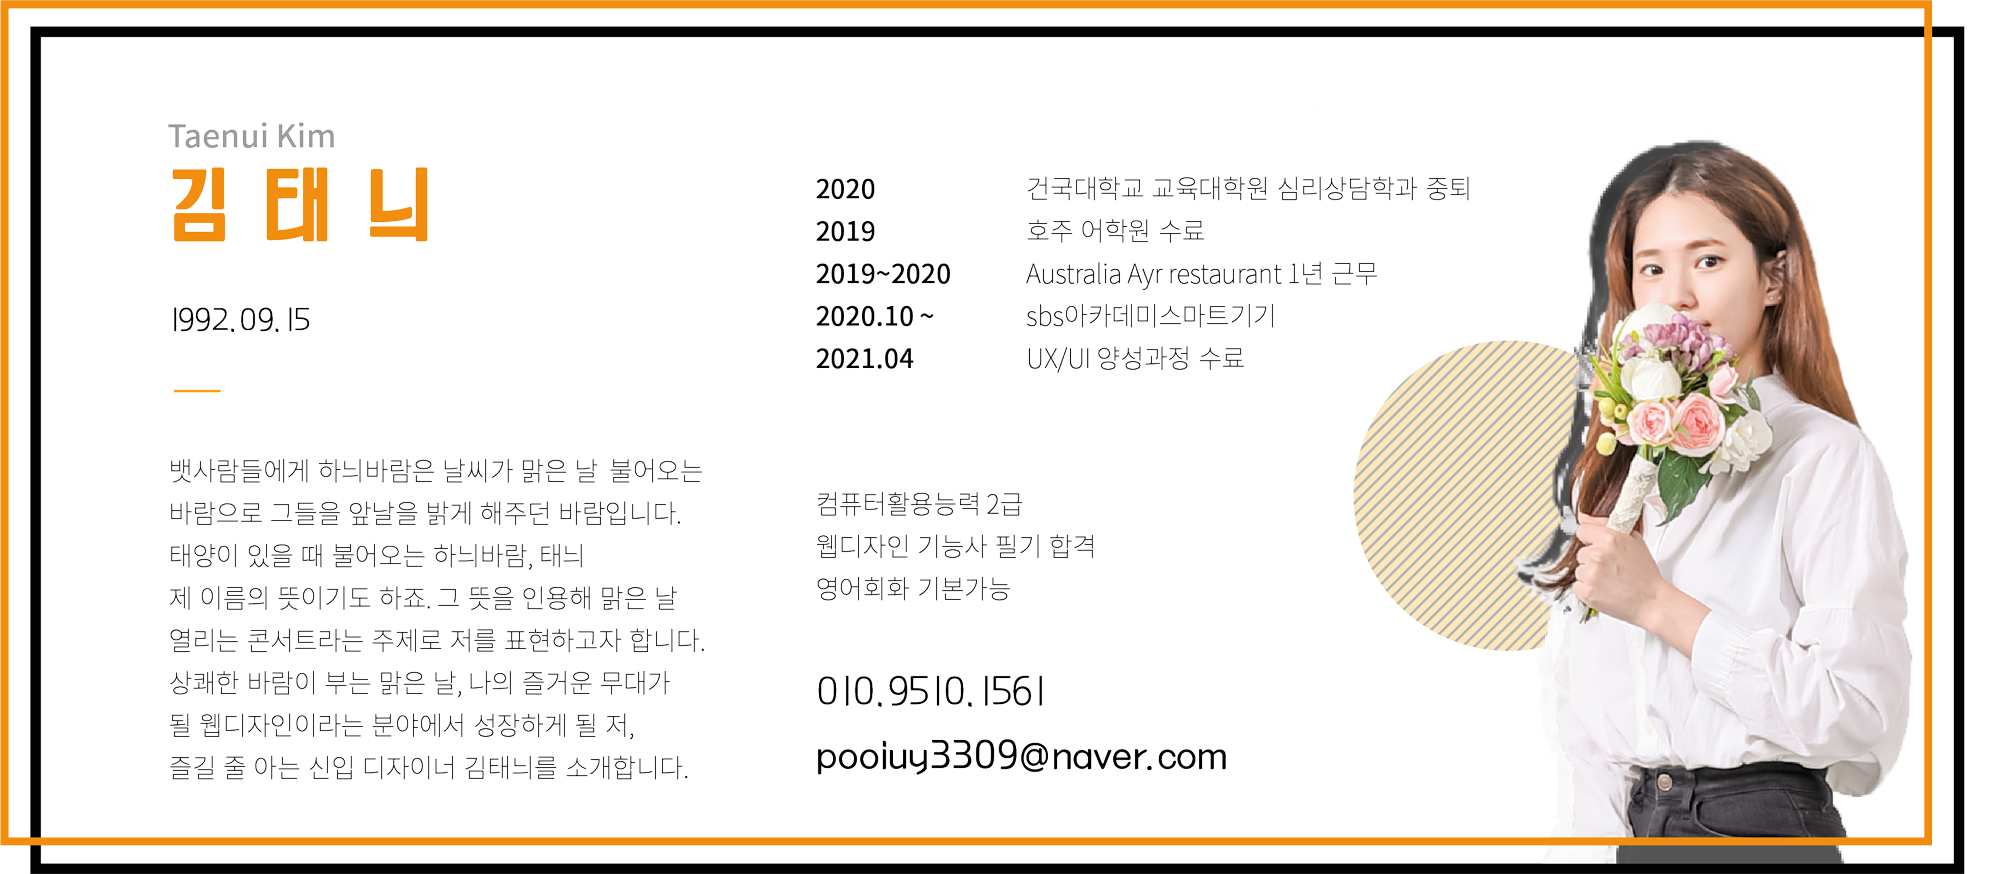 Taenui Kim
김태늬
1992.09.15
뱃사람들에게 하늬바람은 날씨가 맑은 날 불어오는
바람으로 그들을 앞날을 밝게 해주던 바람입니다.
태양이 있을 때 불어오는 하늬바람, 태늬
제 이름의 뜻이기도 하죠. 그 뜻을 인용해 맑은 날
열리는 콘서트라는 주제로 저를 표현하고자 합니다.
상쾌한 바람이 부는 맑은 날, 나의 즐거운 무대가
될 웹디자인이라는 분야에서 성장하게 될 저,
즐길 줄 아는 신입 디자이너 김태늬를 소개합니다.
2020 건국대학교 교육대학원 심리상담학과 중퇴
2019 호주 어학원 수료
2019~2020 Australia Ayr restaurant 1년 근무
2020.10 ~ sbs아카데미스마트기기
2021.04 UX/UI 양성과정 수료
컴퓨터활용능력 2급
웹디자인 기능사 필기 합격
영어회화 기본가능
010.9510.1561
pooiuy3309@naver.com